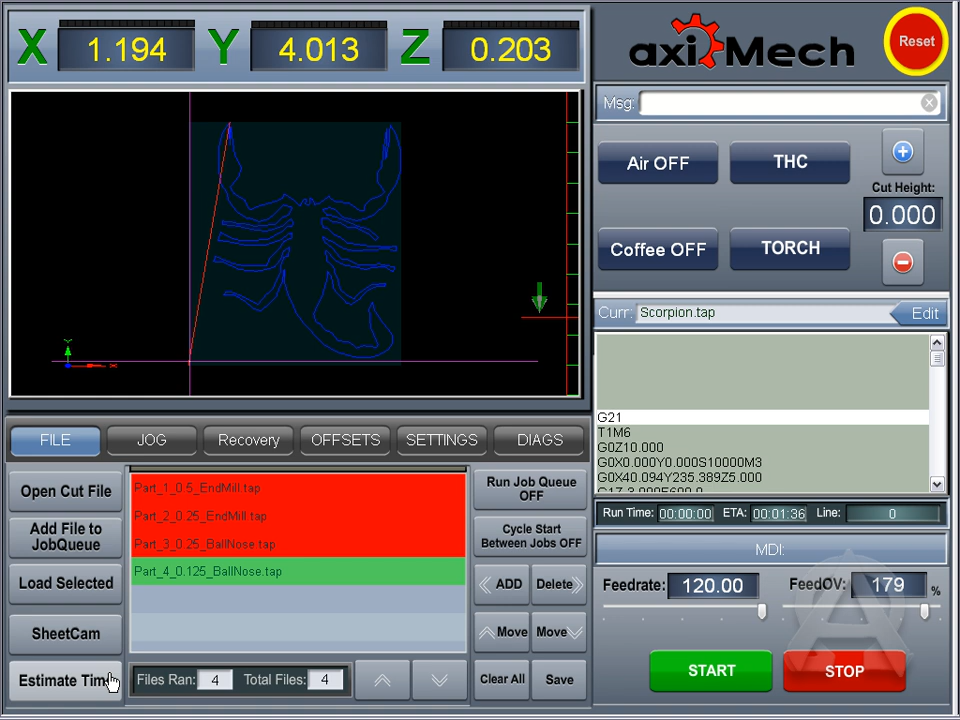 X 1.194 Y 4.013 Z 0.203
axiMech
Reset
Msg:
Air OFF
THC
Cut Height:
0.000
Coffee OFF
TORCH
Curr: Scorpion.tap
Edit
G21
T1M6
G0Z10.000
G0X0.000Y0.000S10000M3
G0X40.094Y235.389Z5.000
G1Z-3.000F600.0
Run Time: 00:00:00 ETA: 00:01:36 Line: 0
MDI:
Feedrate: 120.00 FeedOV: 179 %
START
STOP
Y
X
FILE
JOG
Recovery
OFFSETS
SETTINGS
DIAGS
Open Cut File
Add File to
JobQueue
Load Selected
SheetCam
Estimate Time
Part_1_0.5_EndMill.tap
Part_2_0.25_EndMill.tap
Part_3_0.25_BallNose.tap
Part_4_0.125_BallNose.tap
Files Ran: 4 Total Files: 4
Run Job Queue
OFF
Cycle Start
Between Jobs OFF
ADD
Delete
Move
Move
Clear All
Save